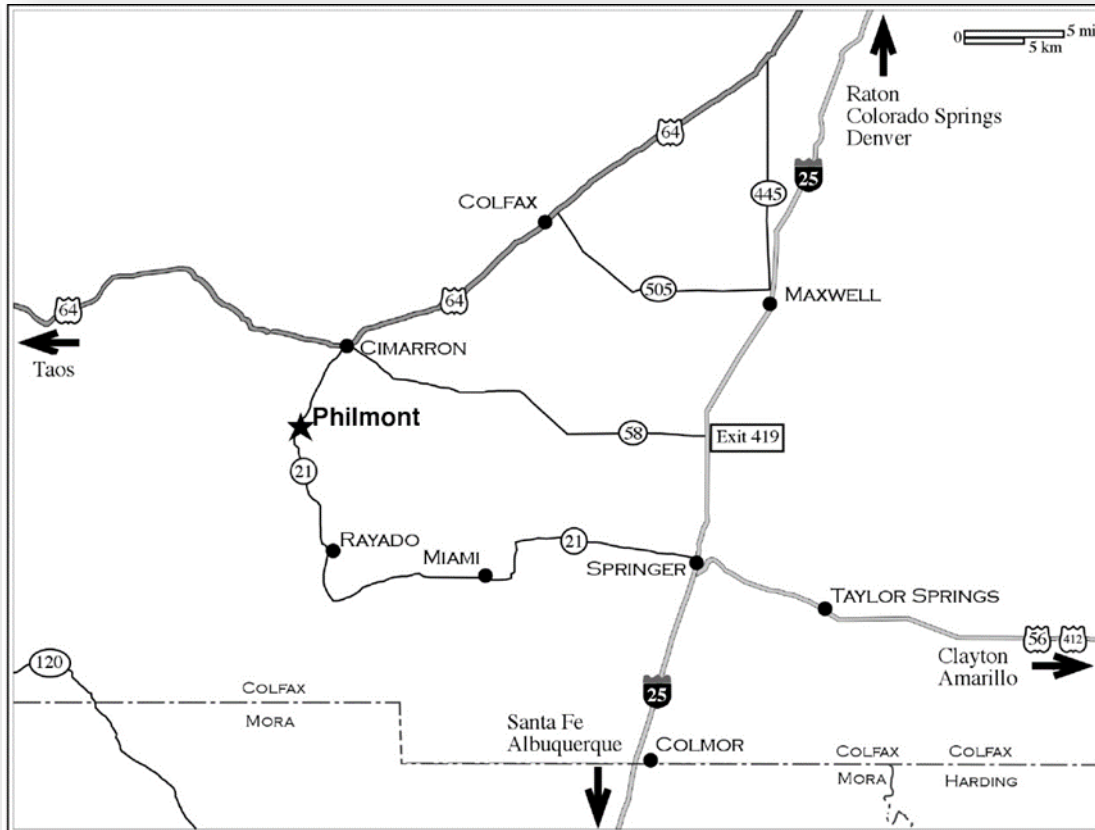 0 5 mi
5 km
Raton
Colorado Springs
Denver
64
25
445
COLFAX
505
64
MAXWELL
64
Taos
CIMARRON
Philmont
58
Exit 419
21
RAYADO
MIAMI
21
SPRINGER
TAYLOR SPRINGS
56 412
Clayton
Amarillo
120
COLFAX
MORA
25
Santa Fe
Albuquerque
COLMOR
COLFAX COLFAX
MORA HARDING